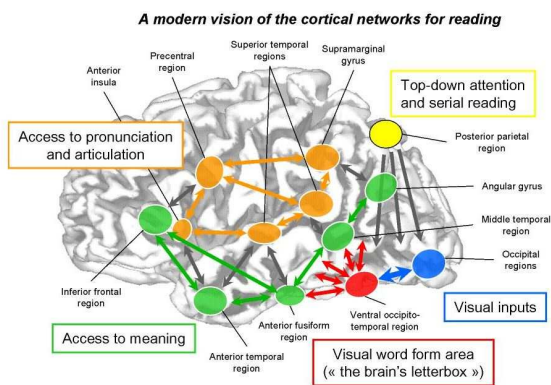 A modern vision of the cortical networks for reading
Superior temporal
regions
Supramarginal
gyrus
Precentral
region
Anterior
insula
Top-down attention
and serial reading
Access to pronunciation
and articulation
Posterior parietal
region
Angular gyrus
Middle temporal
region
Occipital
regions
Inferior frontal
region
Visual inputs
Access to meaning
Anterior fusiform
region
Ventral occipito-
temporal region
Anterior temporal
region
Visual word form area
(« the brain's letterbox »)